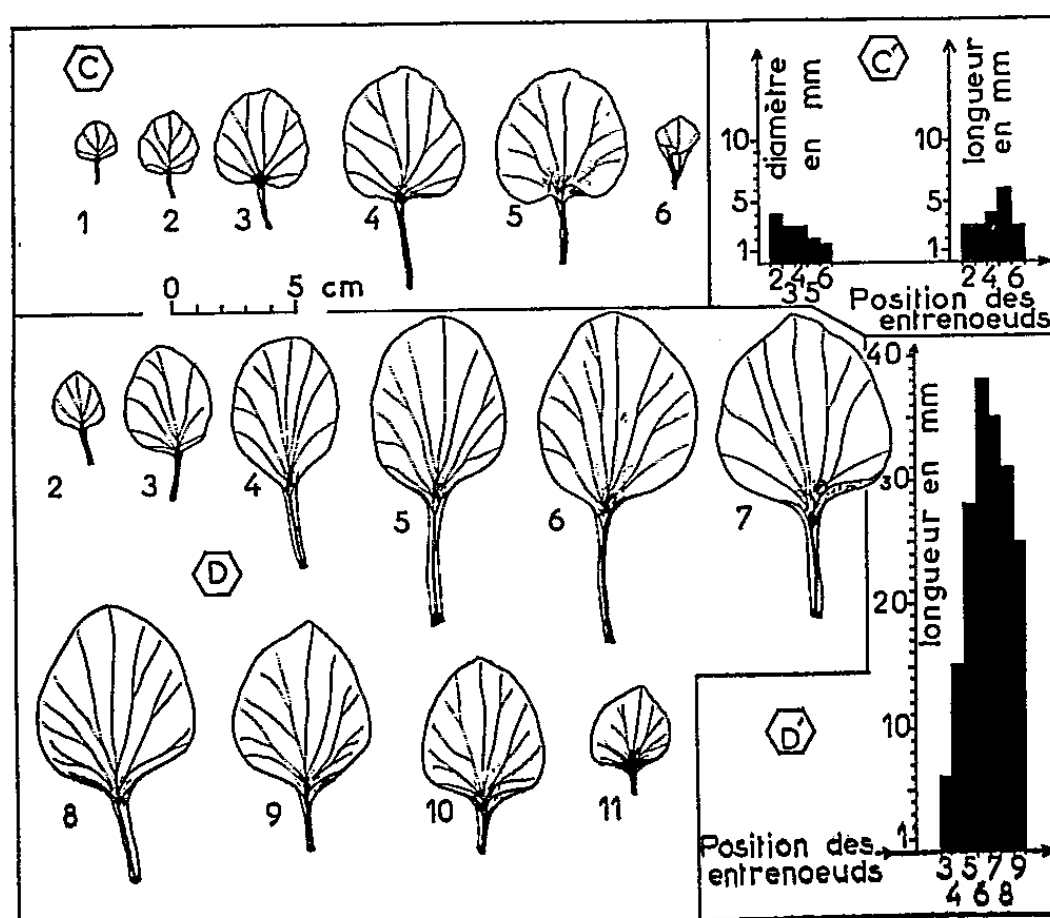 C
1 2 3 4 5 6
0 5 cm
C'
diamètre
en mm
10
5
1
2 4 6
3 5
longueur
en mm
10
5
1
2 4 6
Position des
entrenoeuds
2 3 4 5 6 7
D
8 9 10 11
D'
40
30
20
10
1
longueur en mm
Position des
entrenoeuds
3 5 7 9
4 6 8